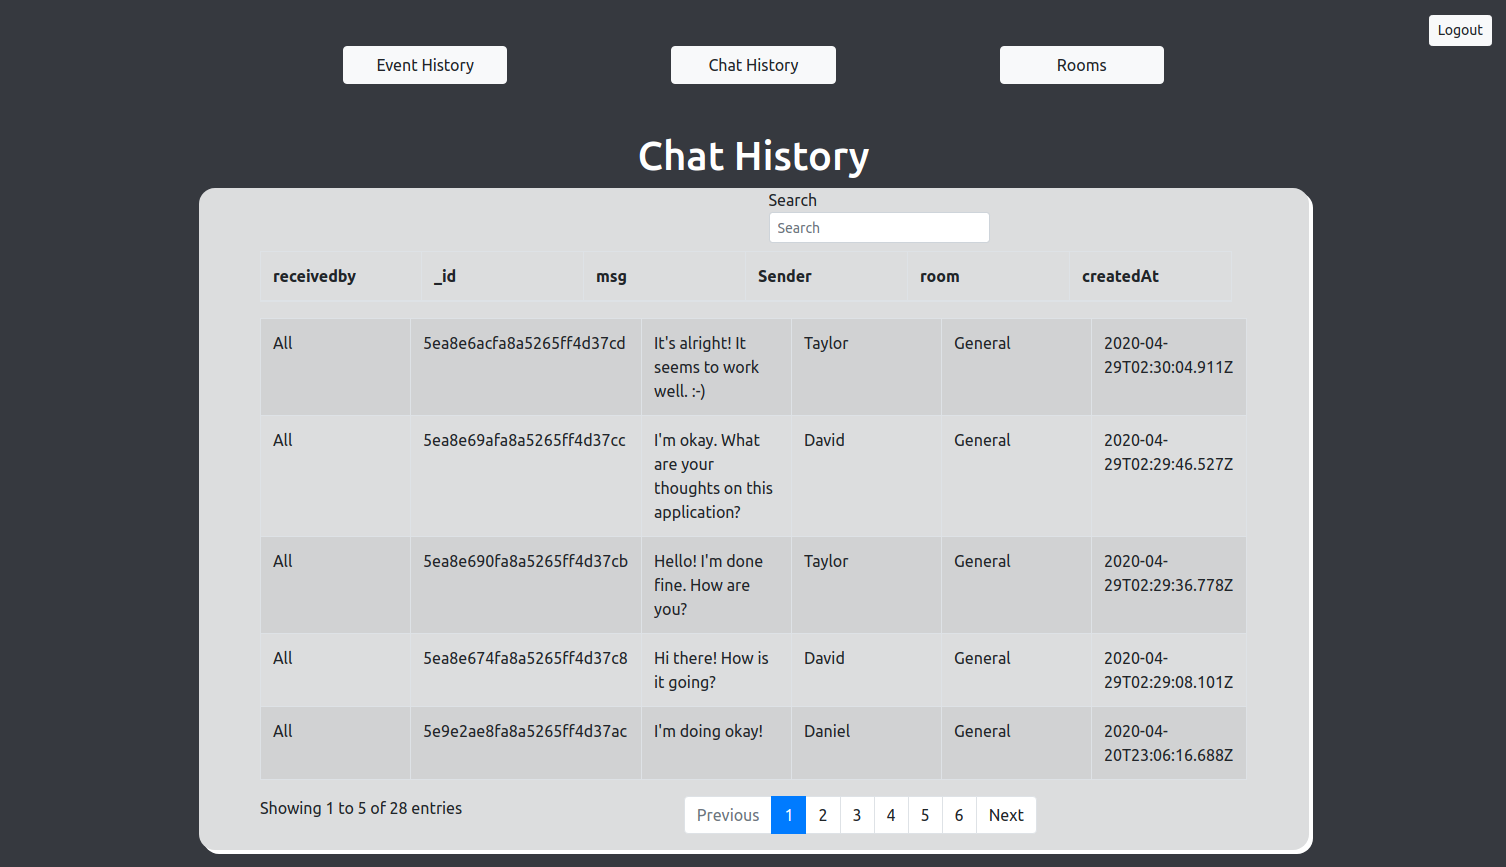 Logout
Event History
Chat History
Rooms
Chat History
Search
Search
receivedby _id msg Sender room createdAt
All 5ea8e6acfa8a5265ff4d37cd It's alright! It Taylor General 2020-04-
seems to work 29T02:30:04.911Z
well. :-)
All 5ea8e69afa8a5265ff4d37cc I'm okay. What David General 2020-04-
are your 29T02:29:46.527Z
thoughts on this
application?
All 5ea8e690fa8a5265ff4d37cb Hello! I'm done Taylor General 2020-04-
fine. How are 29T02:29:36.778Z
you?
All 5ea8e674fa8a5265ff4d37c8 Hi there! How is David General 2020-04-
it going? 29T02:29:08.101Z
All 5e9e2ae8fa8a5265ff4d37ac I'm doing okay! Daniel General 2020-04-
20T23:06:16.688Z
Showing 1 to 5 of 28 entries
Previous 1 2 3 4 5 6 Next